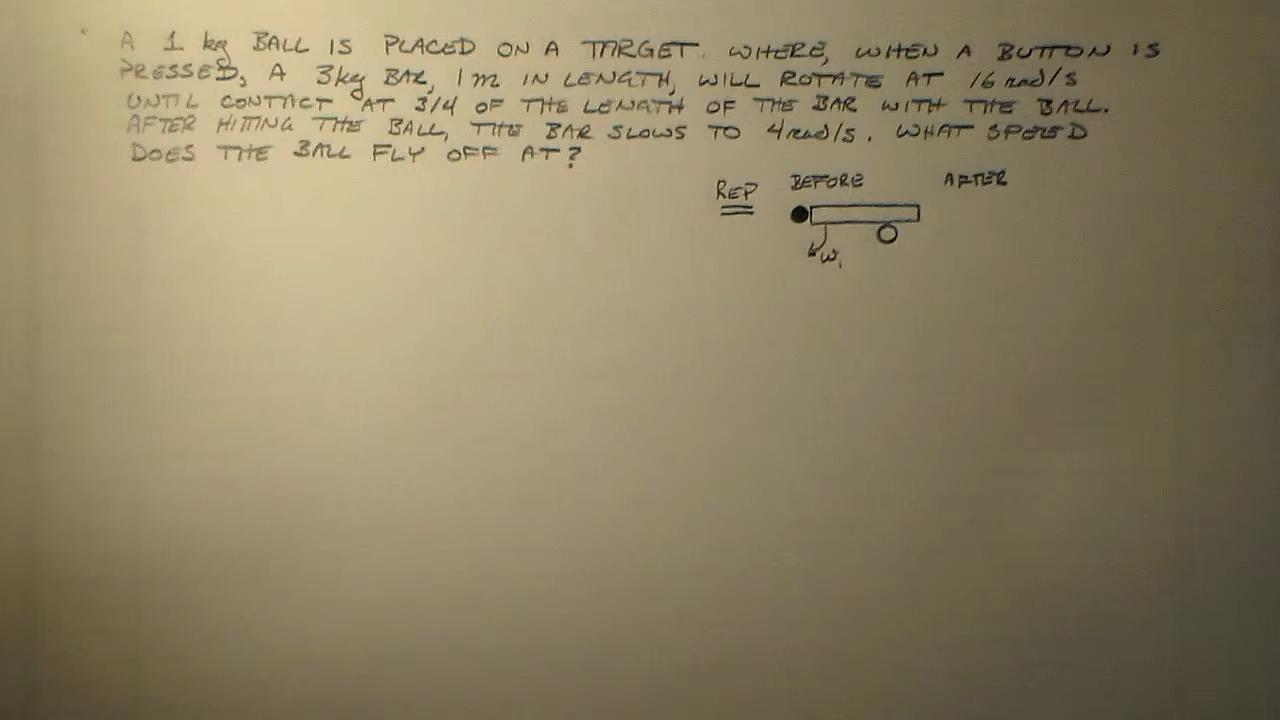 A 1 kg BALL IS PLACED ON A TARGET. WHERE, WHEN A BUTTON IS
PRESSED, A 3kg BAR, 1m IN LENGTH, WILL ROTATE AT 16 rad/s
UNTIL CONTACT AT 3/4 OF THE LENGTH OF THE BAR WITH THE BALL.
AFTER HITTING THE BALL, THE BAR SLOWS TO 4 rad/s. WHAT SPEED
DOES THE BALL FLY OFF AT?
REP BEFORE AFTER
ω₁